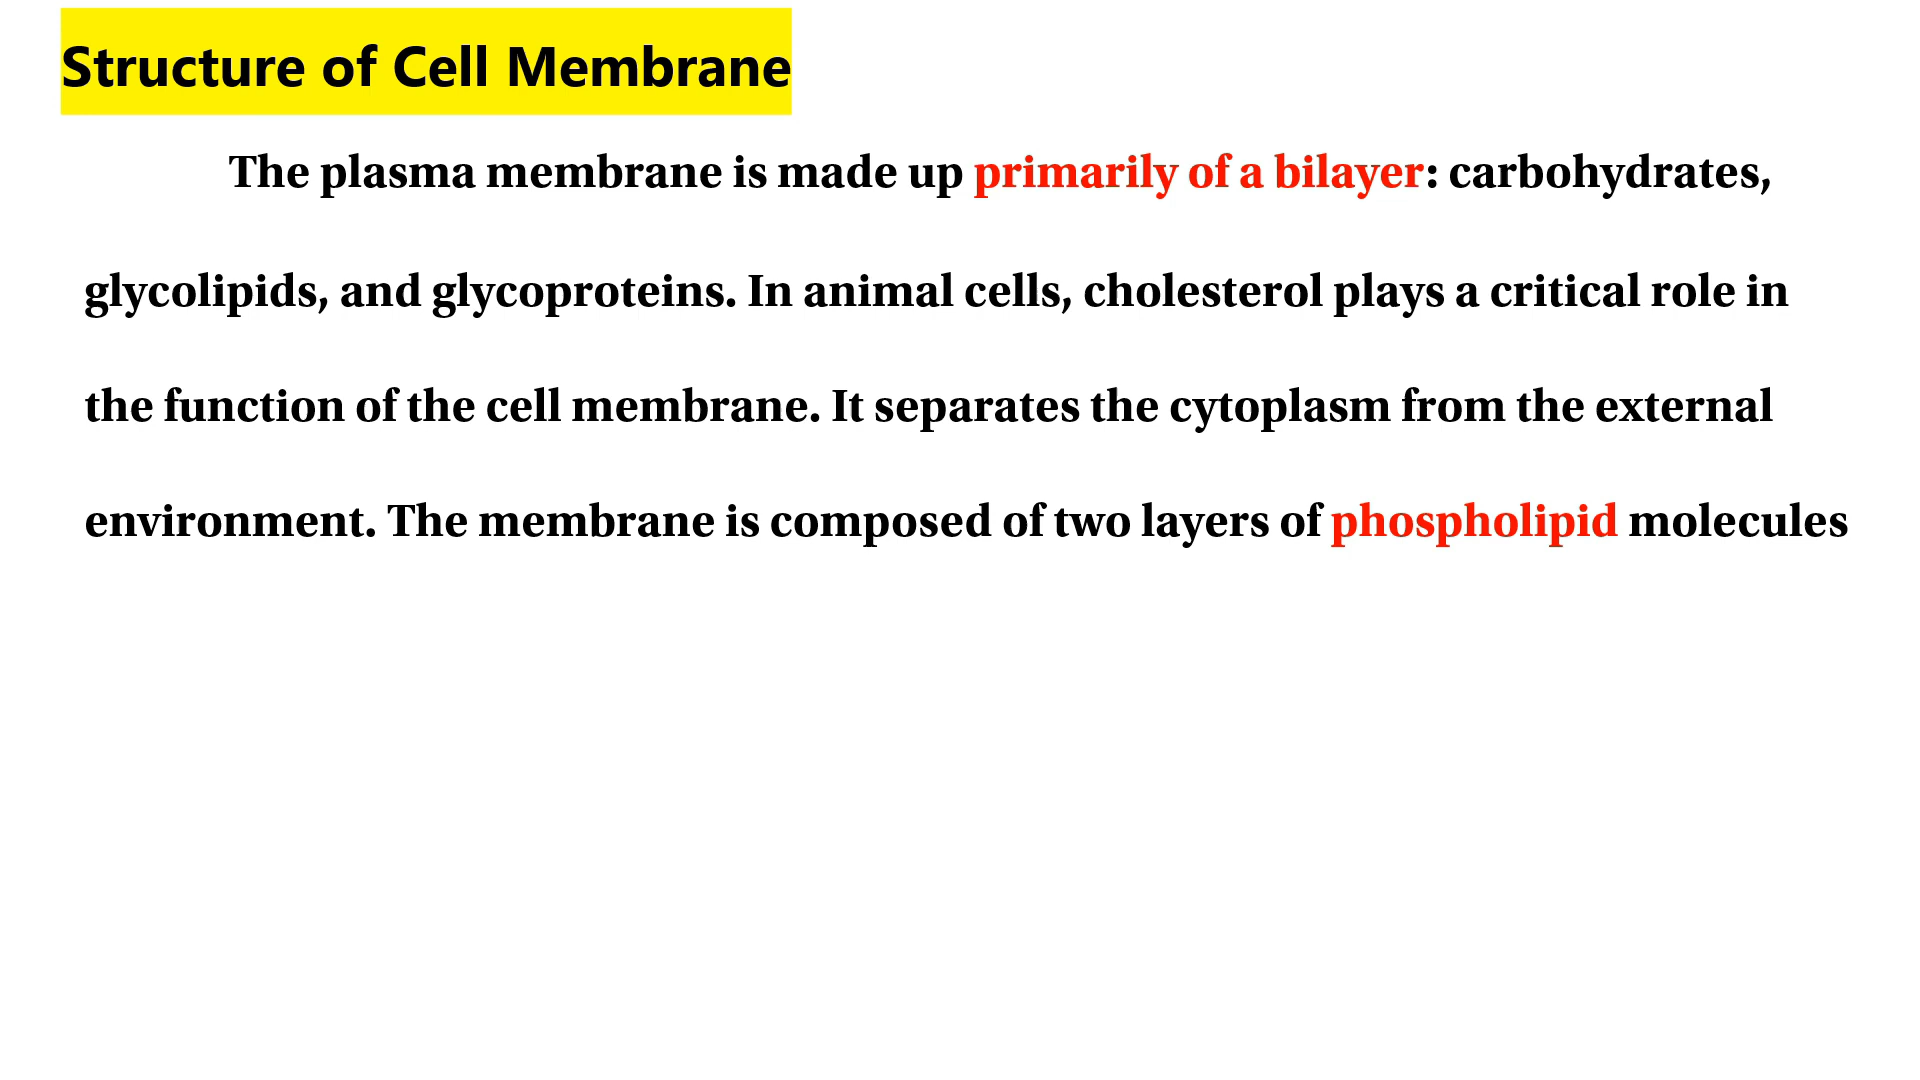 Structure of Cell Membrane
The plasma membrane is made up primarily of a bilayer: carbohydrates,
glycolipids, and glycoproteins. In animal cells, cholesterol plays a critical role in
the function of the cell membrane. It separates the cytoplasm from the external
environment. The membrane is composed of two layers of phospholipid molecules